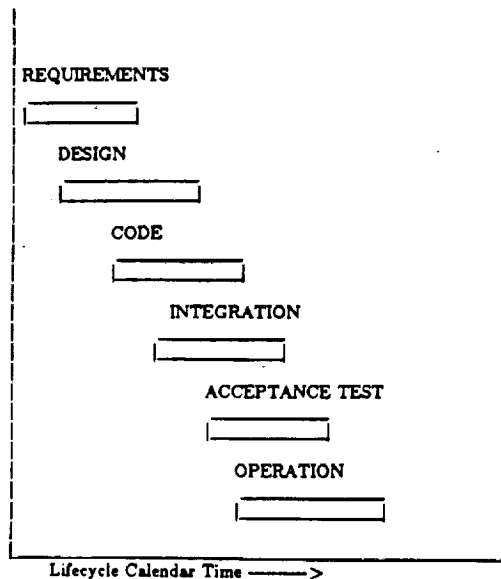 REQUIREMENTS
DESIGN
CODE
INTEGRATION
ACCEPTANCE TEST
OPERATION
Lifecycle Calendar Time ———>